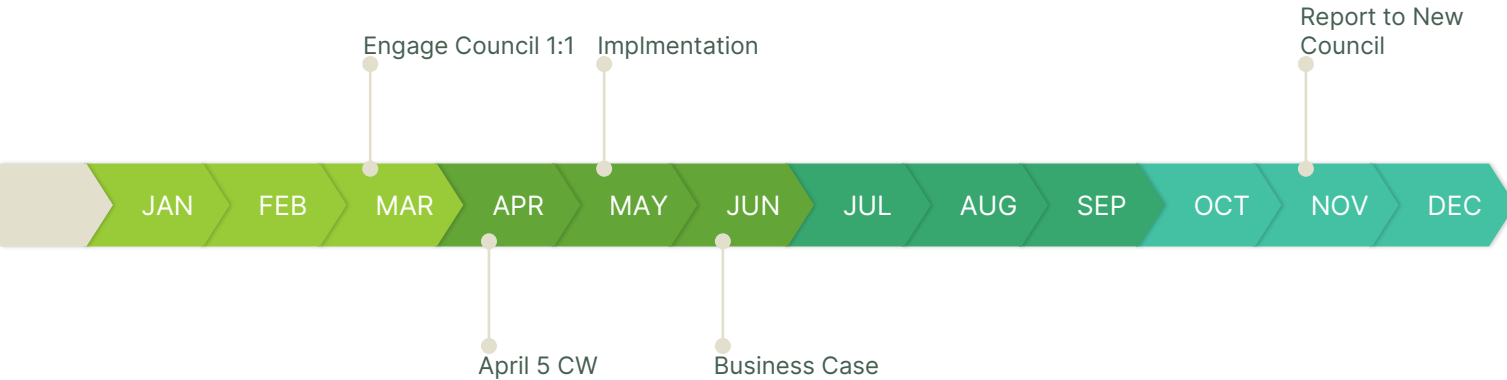 Report to New
Council
Engage Council 1:1
Implmentation
JAN
FEB
MAR
APR
MAY
JUN
JUL
AUG
SEP
OCT
NOV
DEC
April 5 CW
Business Case